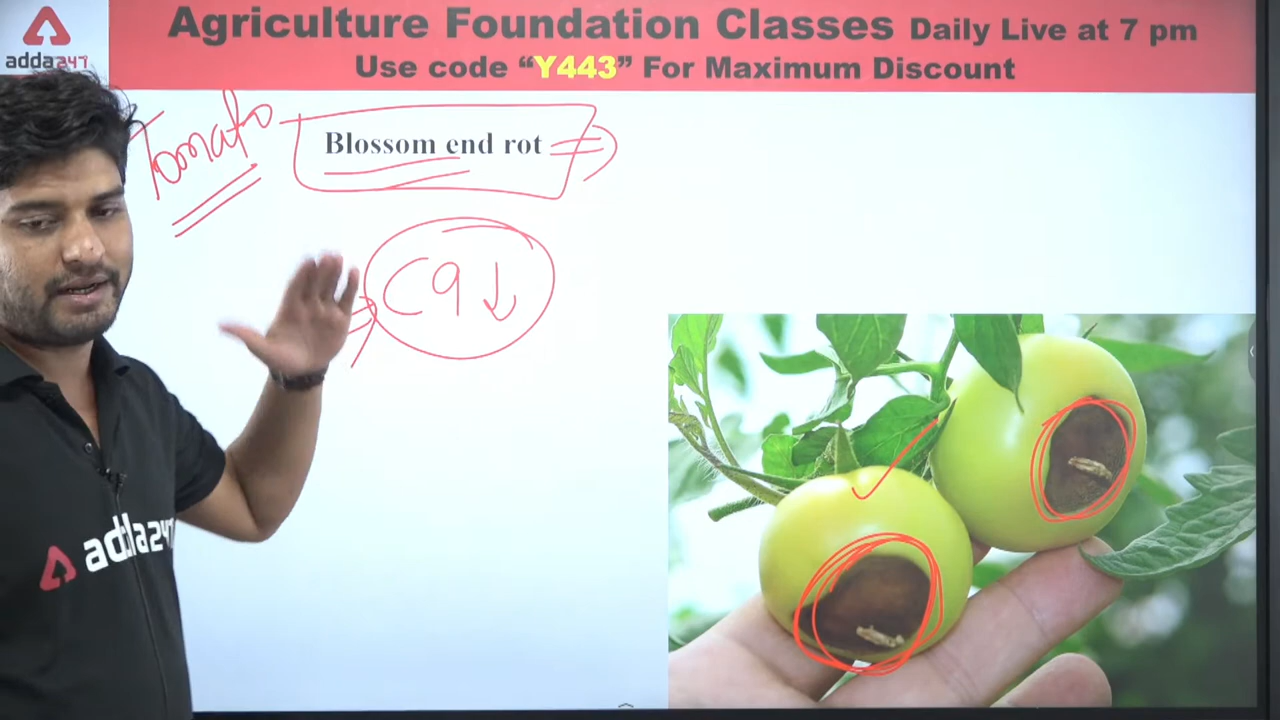 Agriculture Foundation Classes Daily Live at 7 pm
Use code “Y443” For Maximum Discount
adda247
Tomato
Blossom end rot
Ca ↓
adda247